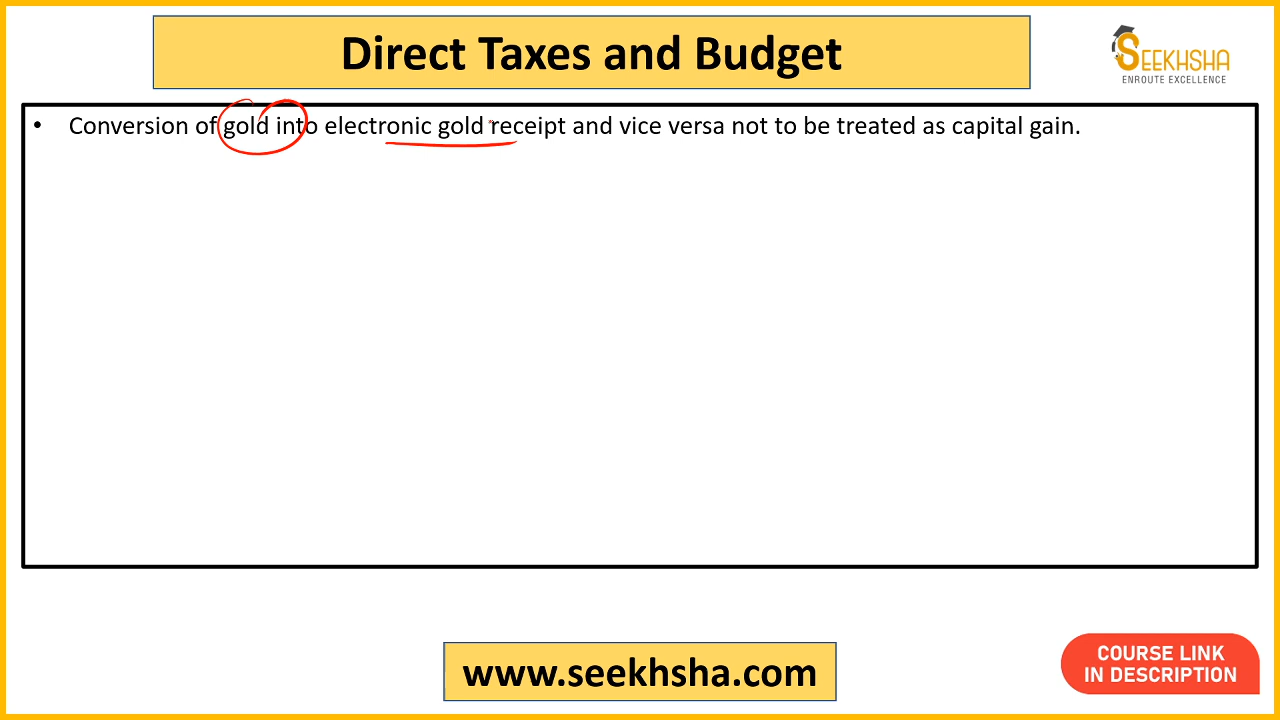 Direct Taxes and Budget
SEEKHSHA
ENROUTE EXCELLENCE
• Conversion of gold into electronic gold receipt and vice versa not to be treated as capital gain.
www.seekhsha.com
COURSE LINK
IN DESCRIPTION